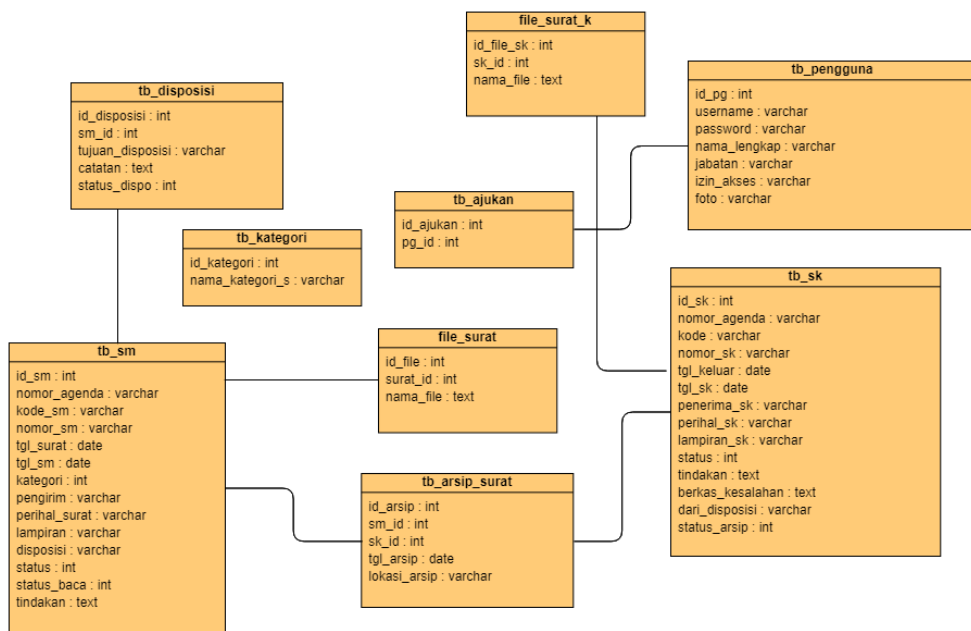 file_surat_k
id_file_sk : int
sk_id : int
nama_file : text
tb_pengguna
id_pg : int
username : varchar
password : varchar
nama_lengkap : varchar
jabatan : varchar
izin_akses : varchar
foto : varchar
tb_disposisi
id_disposisi : int
sm_id : int
tujuan_disposisi : varchar
catatan : text
status_dispo : int
tb_ajukan
id_ajukan : int
pg_id : int
tb_kategori
id_kategori : int
nama_kategori_s : varchar
tb_sk
id_sk : int
nomor_agenda : varchar
kode : varchar
nomor_sk : varchar
tgl_keluar : date
tgl_sk : date
penerima_sk : varchar
perihal_sk : varchar
lampiran_sk : varchar
status : int
tindakan : text
berkas_kesalahan : text
dari_disposisi : varchar
status_arsip : int
file_surat
id_file : int
surat_id : int
nama_file : text
tb_sm
id_sm : int
nomor_agenda : varchar
kode_sm : varchar
nomor_sm : varchar
tgl_surat : date
tgl_sm : date
kategori : int
pengirim : varchar
perihal_surat : varchar
lampiran : varchar
disposisi : varchar
status : int
status_baca : int
tindakan : text
tb_arsip_surat
id_arsip : int
sm_id : int
sk_id : int
tgl_arsip : date
lokasi_arsip : varchar